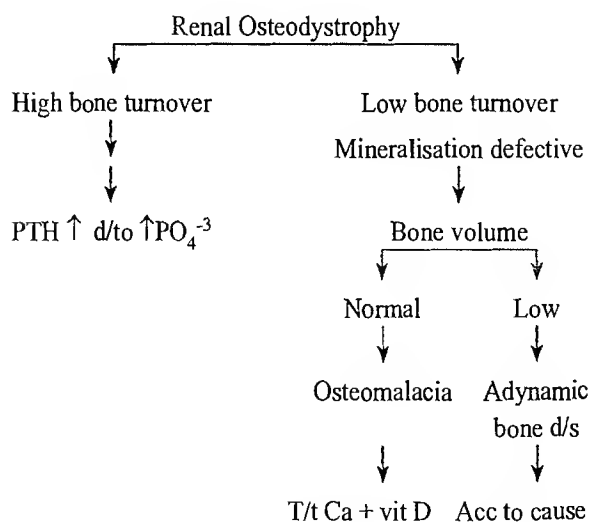 Renal Osteodystrophy
High bone turnover
Low bone turnover
Mineralisation defective
PTH ↑ d/to ↑PO₄⁻³
Bone volume
Normal
Low
Osteomalacia
Adynamic
bone d/s
T/t Ca + vit D
Acc to cause